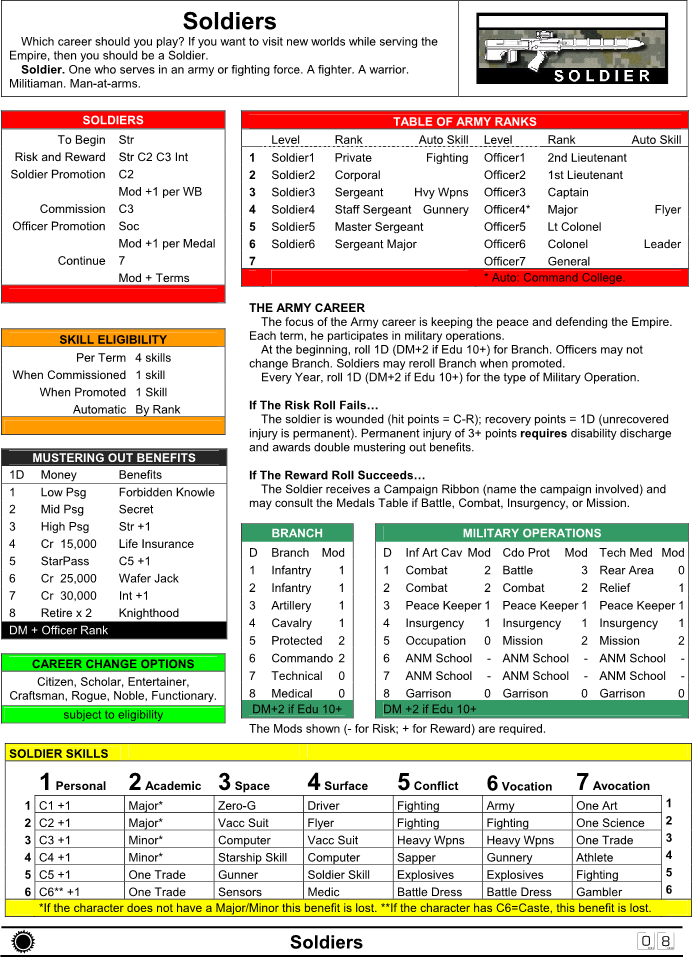 Soldiers
Which career should you play? If you want to visit new worlds while serving the
Empire, then you should be a Soldier.
Soldier. One who serves in an army or fighting force. A fighter. A warrior.
Militiaman. Man-at-arms.
SOLDIER
SOLDIERS
To Begin Str
Risk and Reward Str C2 C3 Int
Soldier Promotion C2
Mod +1 per WB
Commission C3
Officer Promotion Soc
Mod +1 per Medal
Continue 7
Mod + Terms
TABLE OF ARMY RANKS
Level Rank Auto Skill Level Rank Auto Skill
1 Soldier1 Private Fighting Officer1 2nd Lieutenant
2 Soldier2 Corporal Officer2 1st Lieutenant
3 Soldier3 Sergeant Hvy Wpns Officer3 Captain
4 Soldier4 Staff Sergeant Gunnery Officer4* Major Flyer
5 Soldier5 Master Sergeant Officer5 Lt Colonel
6 Soldier6 Sergeant Major Officer6 Colonel Leader
7 Officer7 General
* Auto: Command College.
SKILL ELIGIBILITY
Per Term 4 skills
When Commissioned 1 skill
When Promoted 1 Skill
Automatic By Rank
THE ARMY CAREER
The focus of the Army career is keeping the peace and defending the Empire.
Each term, he participates in military operations.
At the beginning, roll 1D (DM+2 if Edu 10+) for Branch. Officers may not
change Branch. Soldiers may reroll Branch when promoted.
Every Year, roll 1D (DM+2 if Edu 10+) for the type of Military Operation.
If The Risk Roll Fails…
The soldier is wounded (hit points = C-R); recovery points = 1D (unrecovered
injury is permanent). Permanent injury of 3+ points requires disability discharge
and awards double mustering out benefits.
If The Reward Roll Succeeds…
The Soldier receives a Campaign Ribbon (name the campaign involved) and
may consult the Medals Table if Battle, Combat, Insurgency, or Mission.
MUSTERING OUT BENEFITS
1D Money Benefits
1 Low Psg Forbidden Knowle
2 Mid Psg Secret
3 High Psg Str +1
4 Cr 15,000 Life Insurance
5 StarPass C5 +1
6 Cr 25,000 Wafer Jack
7 Cr 30,000 Int +1
8 Retire x 2 Knighthood
DM + Officer Rank
CAREER CHANGE OPTIONS
Citizen, Scholar, Entertainer,
Craftsman, Rogue, Noble, Functionary.
subject to eligibility
BRANCH
D Branch Mod
1 Infantry 1
2 Infantry 1
3 Artillery 1
4 Cavalry 1
5 Protected 2
6 Commando 2
7 Technical 0
8 Medical 0
DM+2 if Edu 10+
MILITARY OPERATIONS
D Inf Art Cav Mod Cdo Prot Mod Tech Med Mod
1 Combat 2 Battle 3 Rear Area 0
2 Combat 2 Combat 2 Relief 1
3 Peace Keeper 1 Peace Keeper 1 Peace Keeper 1
4 Insurgency 1 Insurgency 1 Insurgency 1
5 Occupation 0 Mission 2 Mission 2
6 ANM School - ANM School - ANM School -
7 ANM School - ANM School - ANM School -
8 Garrison 0 Garrison 0 Garrison 0
DM +2 if Edu 10+
The Mods shown (- for Risk; + for Reward) are required.
SOLDIER SKILLS
1 Personal 2 Academic 3 Space 4 Surface 5 Conflict 6 Vocation 7 Avocation
1 C1 +1 Major* Zero-G Driver Fighting Army One Art 1
2 C2 +1 Major* Vacc Suit Flyer Fighting Fighting One Science 2
3 C3 +1 Minor* Computer Vacc Suit Heavy Wpns Heavy Wpns One Trade 3
4 C4 +1 Minor* Starship Skill Computer Sapper Gunnery Athlete 4
5 C5 +1 One Trade Gunner Soldier Skill Explosives Explosives Fighting 5
6 C6** +1 One Trade Sensors Medic Battle Dress Battle Dress Gambler 6
*If the character does not have a Major/Minor this benefit is lost. **If the character has C6=Caste, this benefit is lost.
Soldiers
08